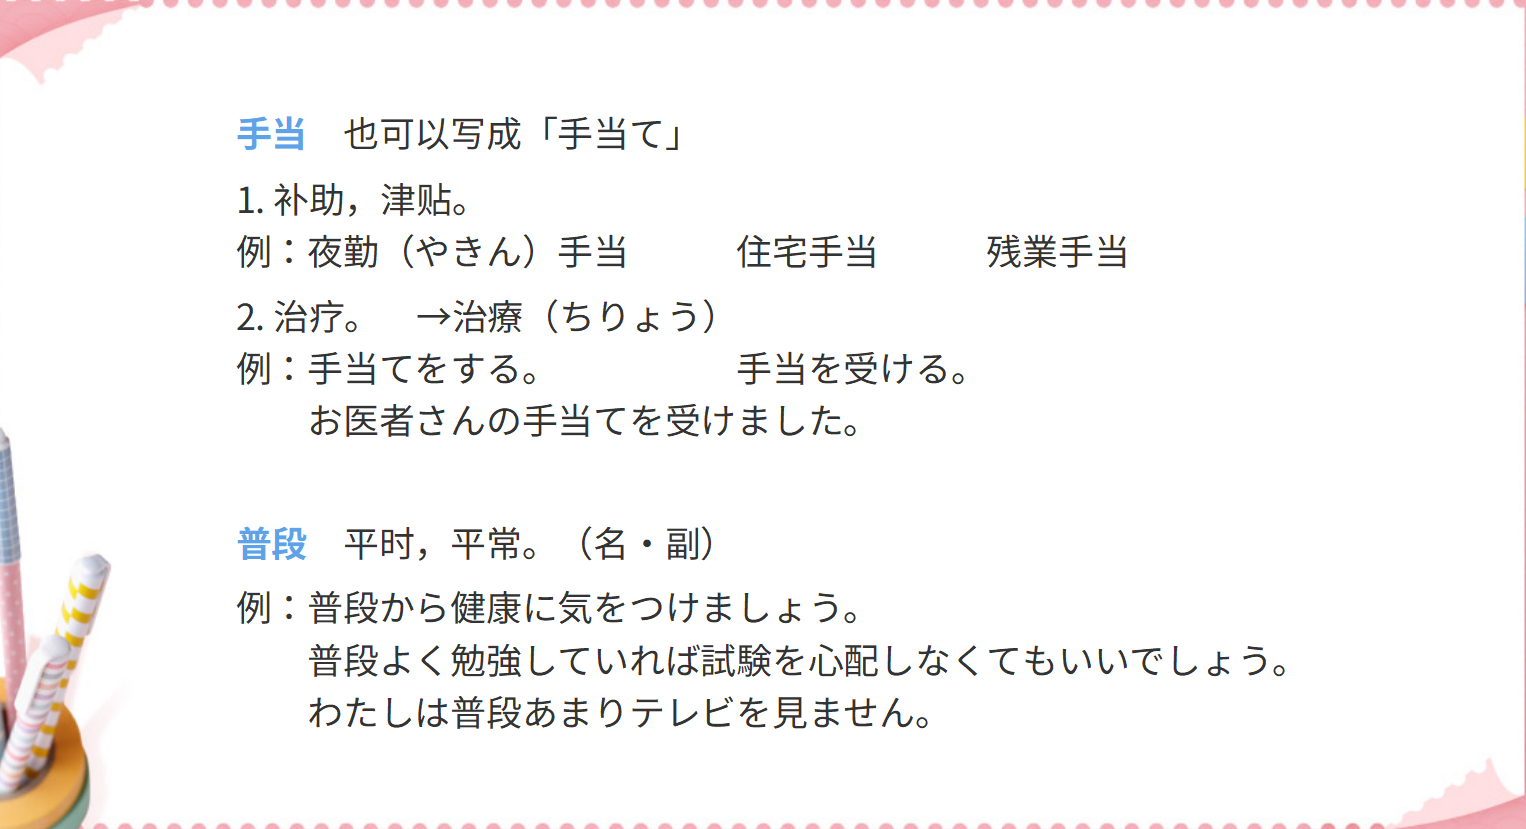 手当　也可以写成「手当て」
1. 补助，津贴。
例：夜勤（やきん）手当　　　住宅手当　　　残業手当
2. 治疗。　→治療（ちりょう）
例：手当てをする。　　　　　　手当を受ける。
お医者さんの手当てを受けました。
普段　平时，平常。（名・副）
例：普段から健康に気をつけましょう。
普段よく勉強していれば試験を心配しなくてもいいでしょう。
わたしは普段あまりテレビを見ません。